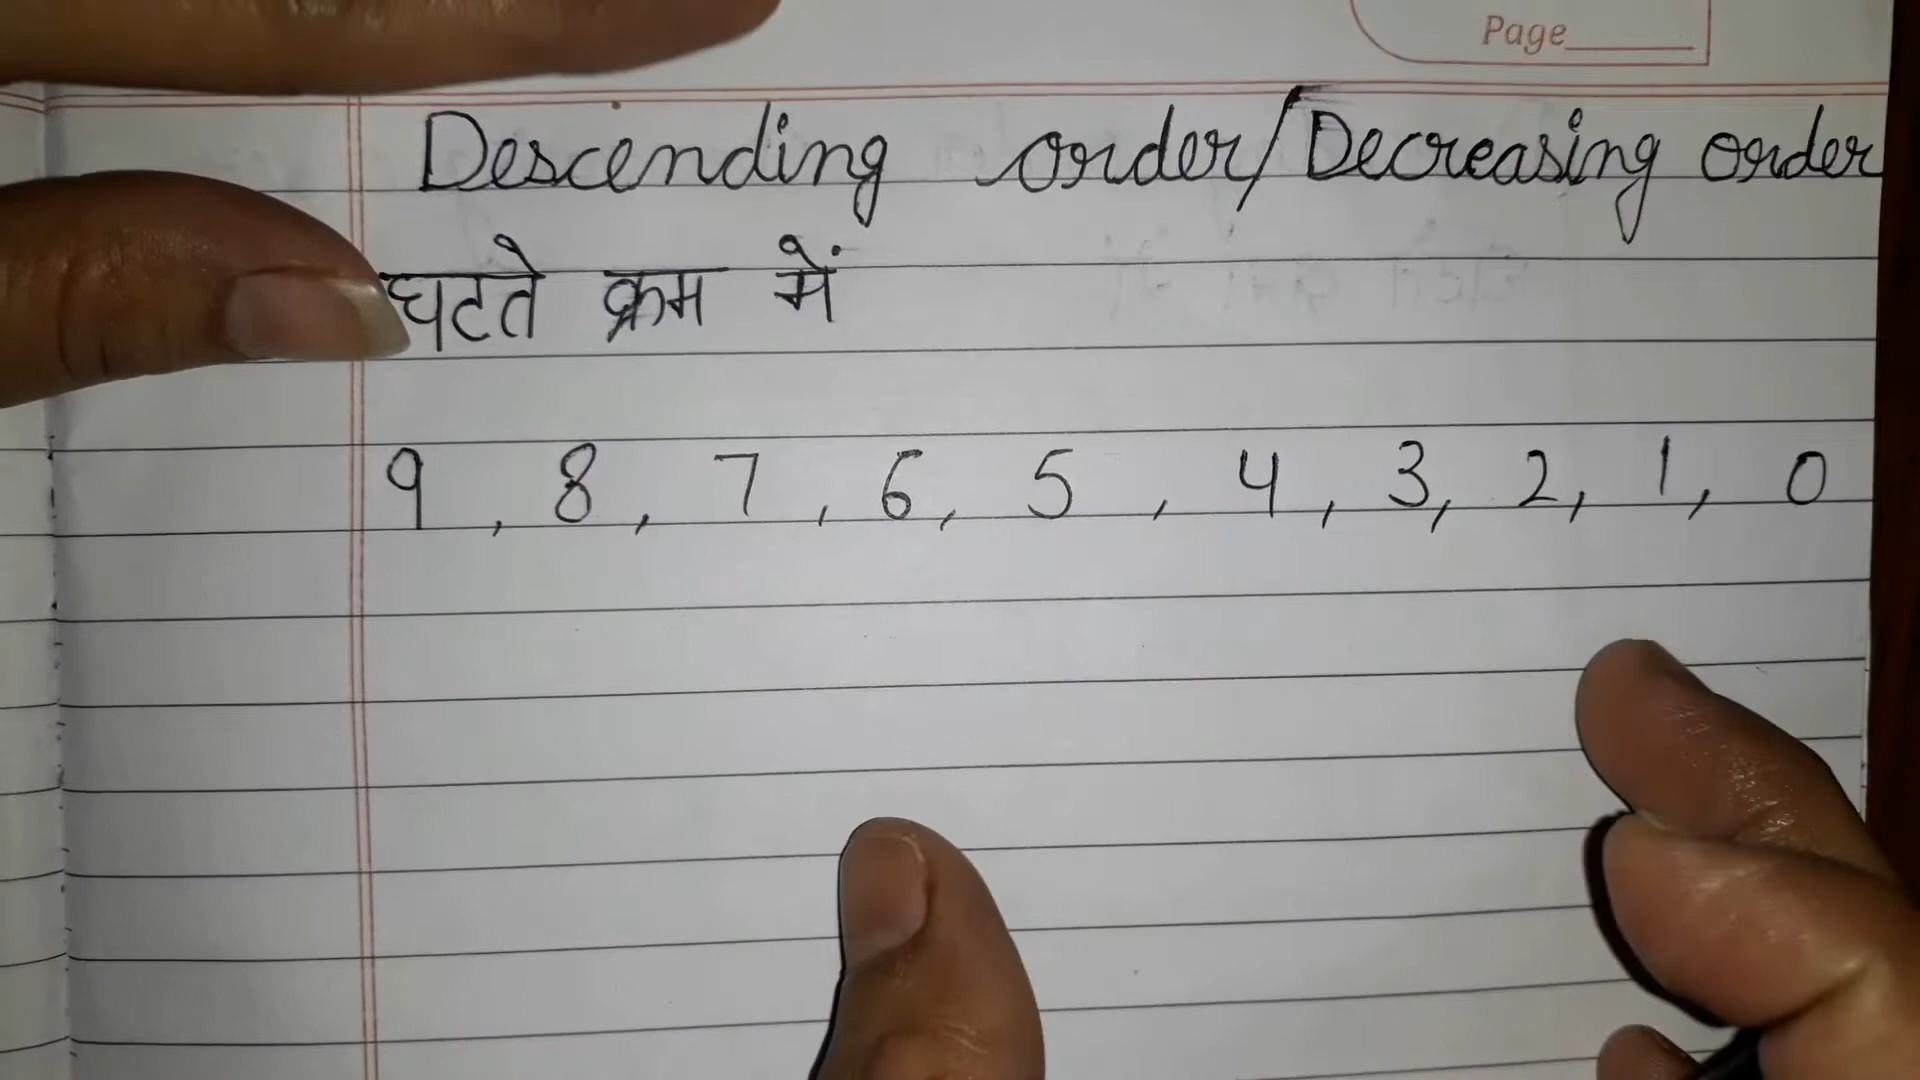 Page
Descending order/Decreasing order
घटते क्रम में
9, 8, 7, 6, 5, 4, 3, 2, 1, 0